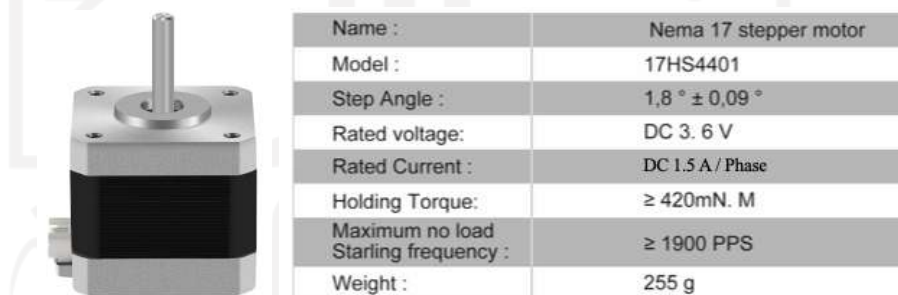 Name : Nema 17 stepper motor
Model : 17HS4401
Step Angle : 1,8 ° ± 0,09 °
Rated voltage: DC 3. 6 V
Rated Current : DC 1.5 A / Phase
Holding Torque: ≥ 420mN. M
Maximum no load
Starling frequency : ≥ 1900 PPS
Weight : 255 g